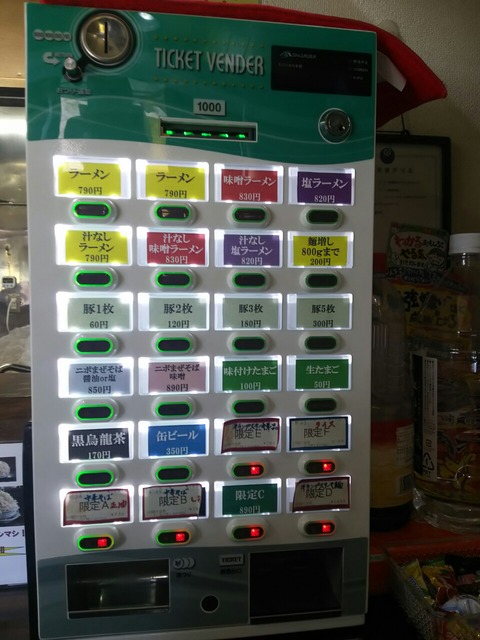 TICKET VENDER
1000
ラーメン
790円
ラーメン
790円
味噌ラーメン
830円
塩ラーメン
820円
汁なし
ラーメン
790円
汁なし
味噌ラーメン
830円
汁なし
塩ラーメン
820円
麺増し
800gまで
200円
豚1枚
60円
豚2枚
120円
豚3枚
180円
豚5枚
300円
ニボまぜそば
醤油or塩
850円
ニボまぜそば
味噌
890円
味付けたまご
100円
生たまご
50円
黒烏龍茶
170円
缶ビール
350円
限定E
限定F
限定A
限定B
限定C
890円
限定D
TICKET